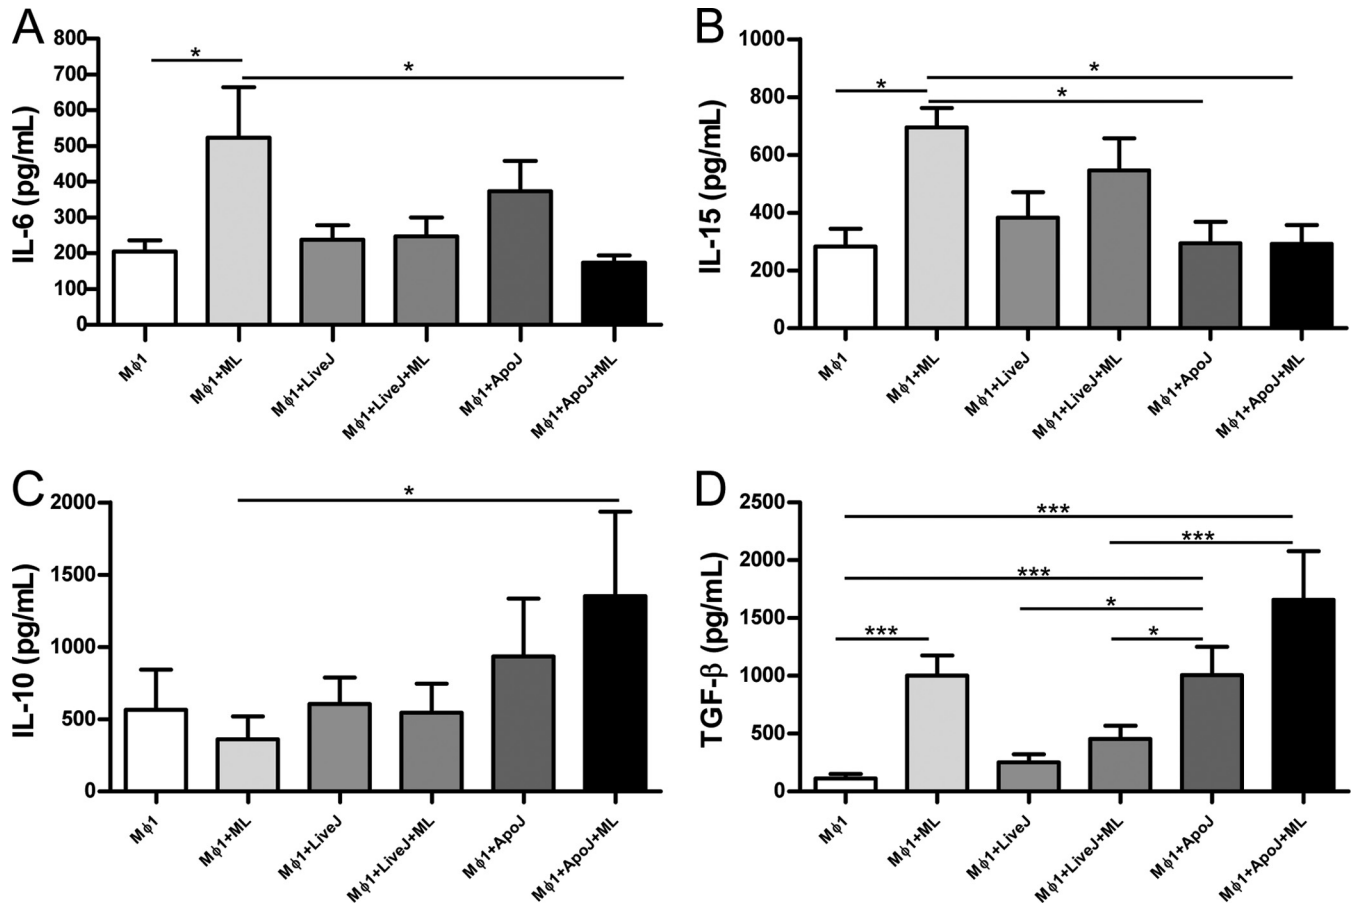 A
IL-6 (pg/mL)
800
700
600
500
400
300
200
100
0
*
*
Mϕ1
Mϕ1+ML
Mϕ1+LiveJ
Mϕ1+LiveJ+ML
Mϕ1+ApoJ
Mϕ1+ApoJ+ML
B
IL-15 (pg/mL)
1000
800
600
400
200
0
*
*
*
Mϕ1
Mϕ1+ML
Mϕ1+LiveJ
Mϕ1+LiveJ+ML
Mϕ1+ApoJ
Mϕ1+ApoJ+ML
C
IL-10 (pg/mL)
2000
1500
1000
500
0
*
Mϕ1
Mϕ1+ML
Mϕ1+LiveJ
Mϕ1+LiveJ+ML
Mϕ1+ApoJ
Mϕ1+ApoJ+ML
D
TGF-β (pg/mL)
2500
2000
1500
1000
500
0
***
***
***
*
***
*
Mϕ1
Mϕ1+ML
Mϕ1+LiveJ
Mϕ1+LiveJ+ML
Mϕ1+ApoJ
Mϕ1+ApoJ+ML